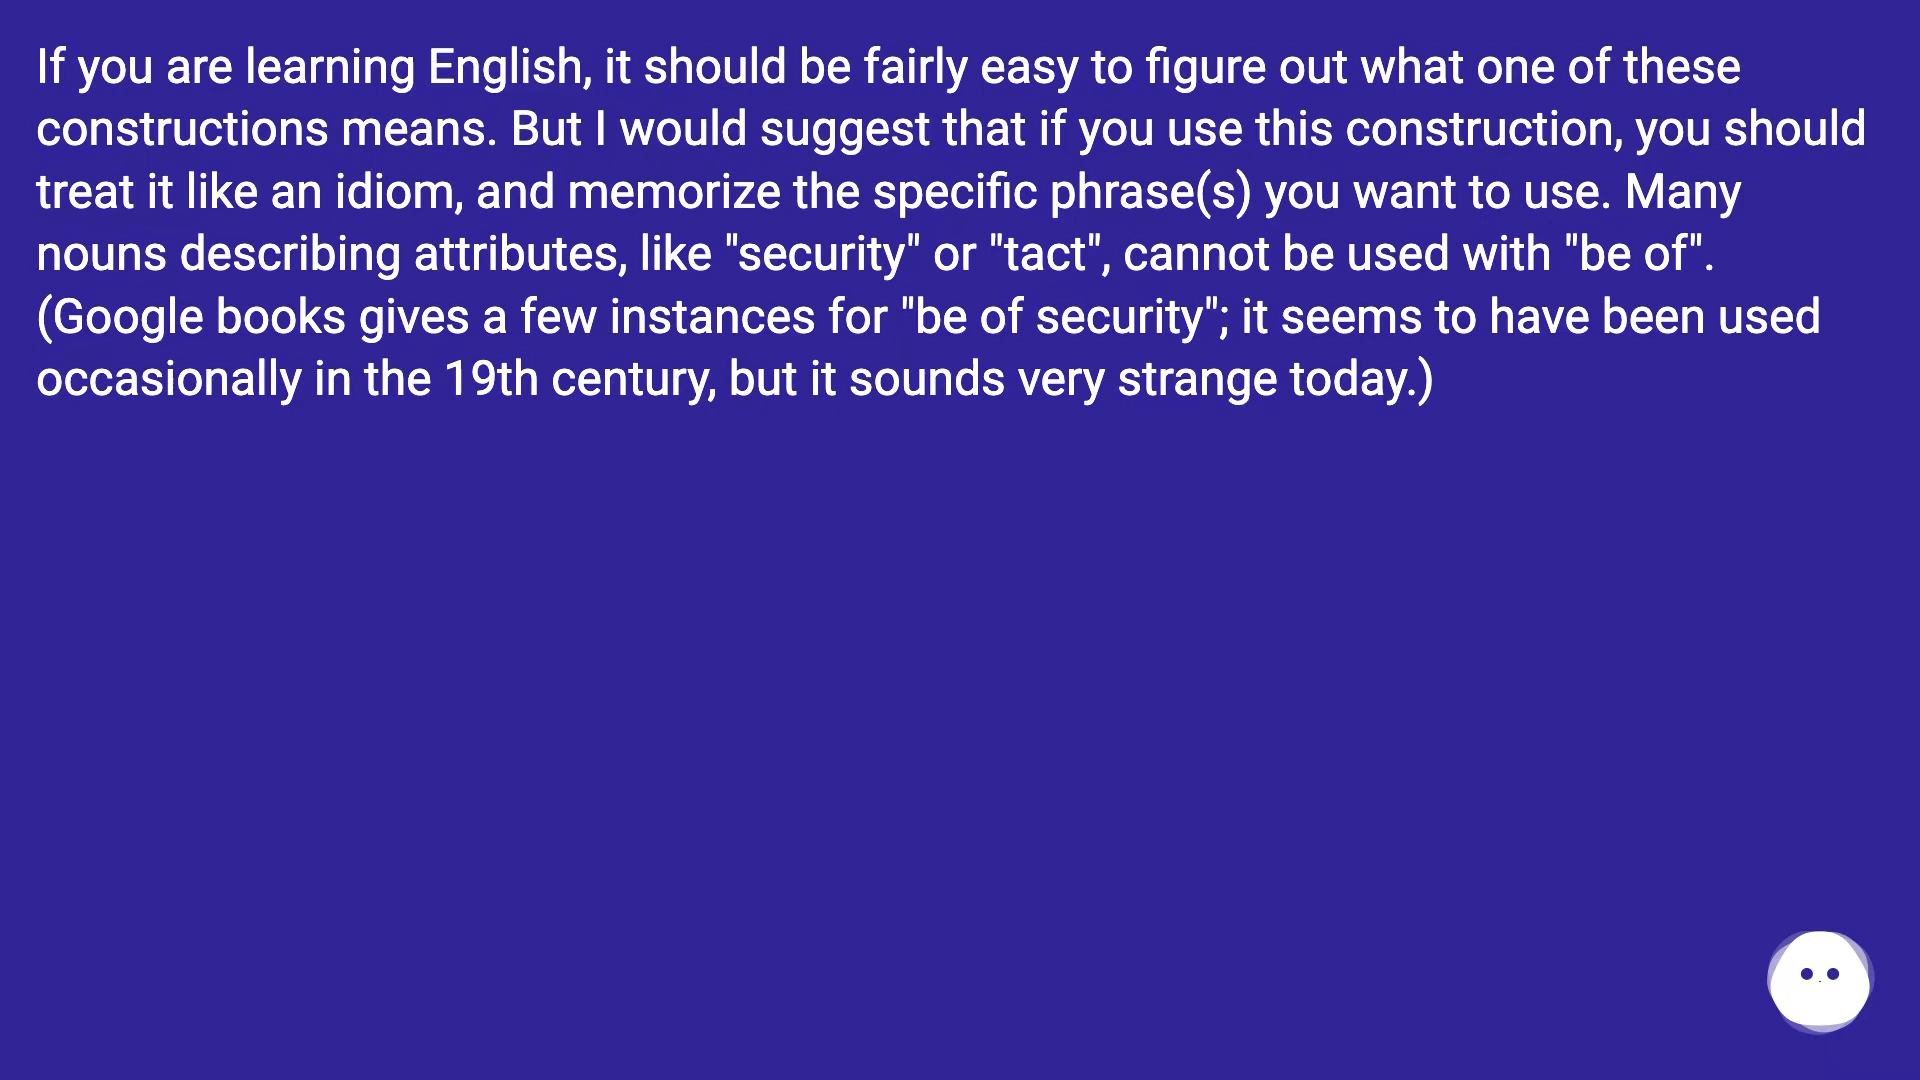 If you are learning English, it should be fairly easy to figure out what one of these
constructions means. But I would suggest that if you use this construction, you should
treat it like an idiom, and memorize the specific phrase(s) you want to use. Many
nouns describing attributes, like "security" or "tact", cannot be used with "be of".
(Google books gives a few instances for "be of security"; it seems to have been used
occasionally in the 19th century, but it sounds very strange today.)